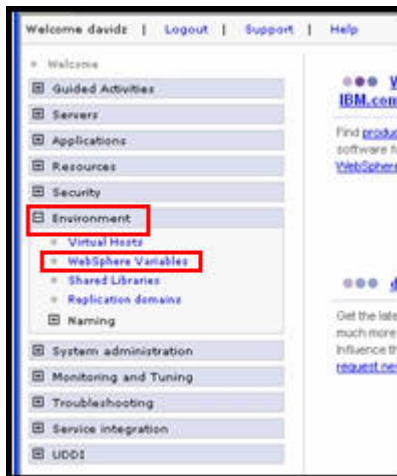 Welcome davidz | Logout | Support | Help
Welcome
Guided Activities
Servers
Applications
Resources
Security
Environment
Virtual Hosts
WebSphere Variables
Shared Libraries
Replication domains
Naming
System administration
Monitoring and Tuning
Troubleshooting
Service integration
UDDI
IBM.com
Find
software
WebSphere
Get the late
much more
Influence th
request